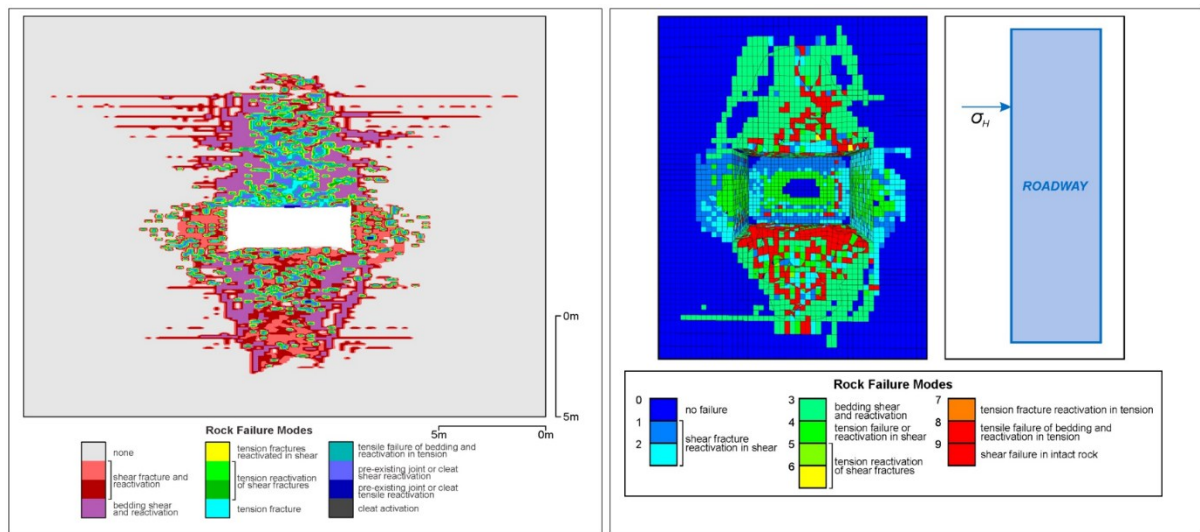 0m
5m
5m
0m
Rock Failure Modes
none
shear fracture and
reactivation
bedding shear
and reactivation
tension fractures
reactivated in shear
tension reactivation
of shear fractures
tension fracture
tensile failure of bedding and
reactivation in tension
pre-existing joint or cleat
shear reactivation
pre-existing joint or cleat
tensile reactivation
cleat activation
σH
ROADWAY
Rock Failure Modes
0
no failure
1
shear fracture
reactivation in shear
2
3
bedding shear
and reactivation
4
tension failure or
reactivation in shear
5
tension reactivation
of shear fractures
6
7
tension fracture reactivation in tension
8
tensile failure of bedding and
reactivation in tension
9
shear failure in intact rock